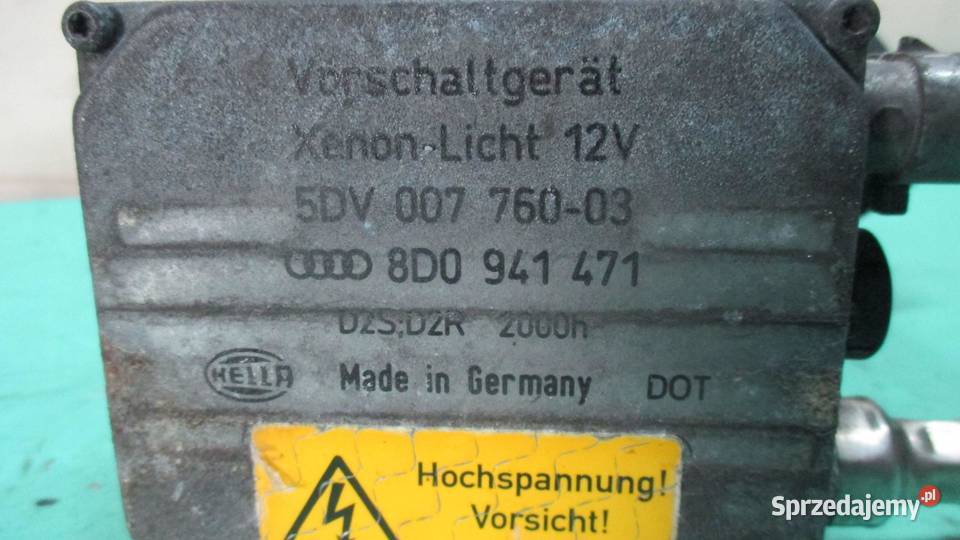 Vorschaltgerät
Xenon-Licht 12V
5DV 007 760-03
8D0 941 471
D2S;D2R 2000h
HELLA Made in Germany DOT
Hochspannung!
Vorsicht!
Sprzedajemy.pl